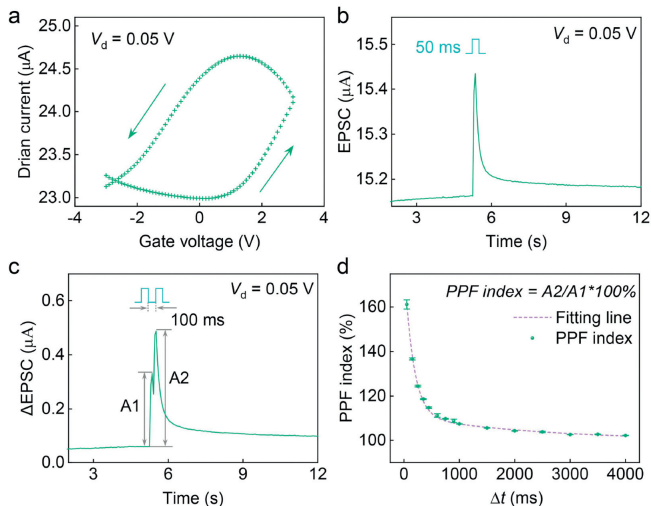 a
V_d = 0.05 V
25.0
24.5
24.0
23.5
23.0
Drian current (μA)
-4 -2 0 2 4
Gate voltage (V)
b
V_d = 0.05 V
50 ms
15.5
15.4
15.3
15.2
EPSC (μA)
3 6 9 12
Time (s)
c
V_d = 0.05 V
100 ms
A1
A2
0.6
0.4
0.2
0.0
ΔEPSC (μA)
3 6 9 12
Time (s)
d
PPF index = A2/A1*100%
Fitting line
PPF index
160
140
120
100
PPF index (%)
0 1000 2000 3000 4000
Δt (ms)